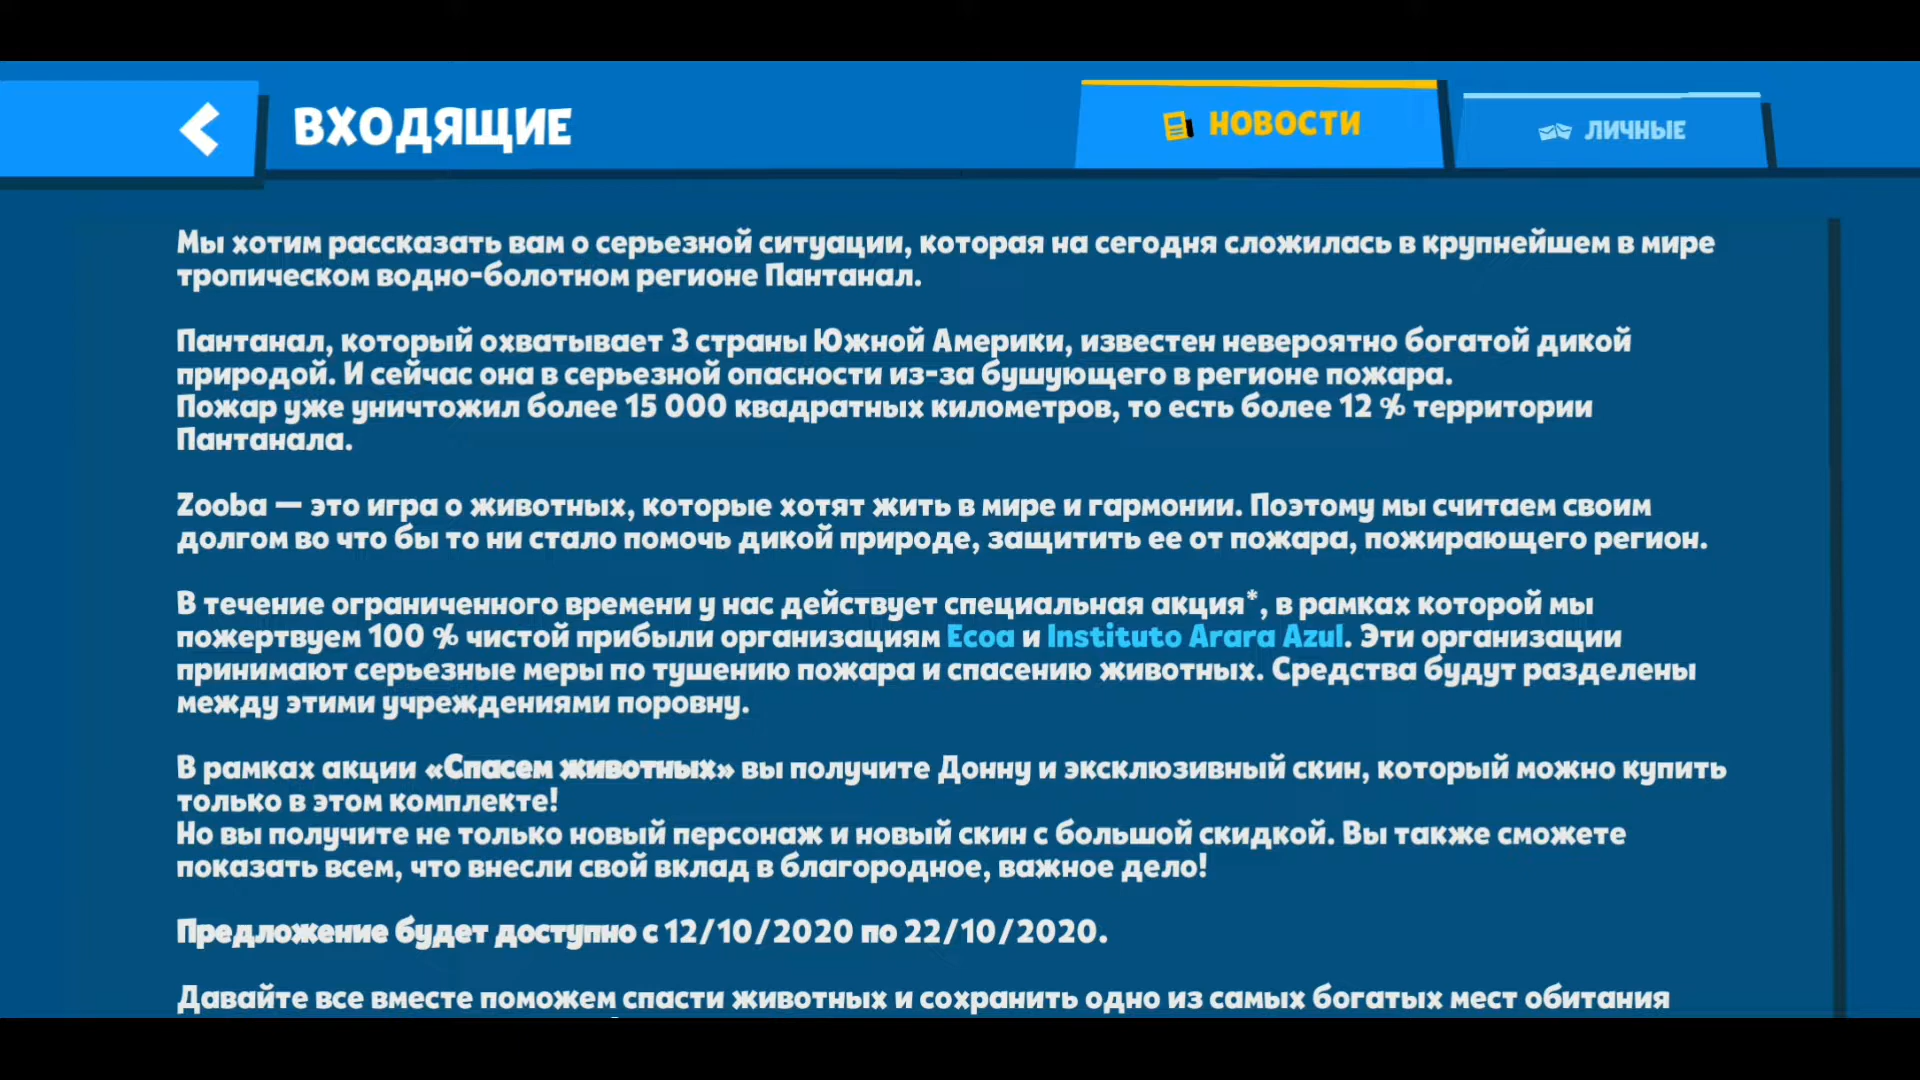 ВХОДЯЩИЕ
НОВОСТИ
ЛИЧНЫЕ
Мы хотим рассказать вам о серьезной ситуации, которая на сегодня сложилась в крупнейшем в мире
тропическом водно-болотном регионе Пантанал.
Пантанал, который охватывает 3 страны Южной Америки, известен невероятно богатой дикой
природой. И сейчас она в серьезной опасности из-за бушующего в регионе пожара.
Пожар уже уничтожил более 15 000 квадратных километров, то есть более 12 % территории
Пантанала.
Zooba — это игра о животных, которые хотят жить в мире и гармонии. Поэтому мы считаем своим
долгом во что бы то ни стало помочь дикой природе, защитить ее от пожара, пожирающего регион.
В течение ограниченного времени у нас действует специальная акция*, в рамках которой мы
пожертвуем 100 % чистой прибыли организациям Ecoa и Instituto Arara Azul. Эти организации
принимают серьезные меры по тушению пожара и спасению животных. Средства будут разделены
между этими учреждениями поровну.
В рамках акции «Спасем животных» вы получите Донну и эксклюзивный скин, который можно купить
только в этом комплекте!
Но вы получите не только новый персонаж и новый скин с большой скидкой. Вы также сможете
показать всем, что внесли свой вклад в благородное, важное дело!
Предложение будет доступно с 12/10/2020 по 22/10/2020.
Давайте все вместе поможем спасти животных и сохранить одно из самых богатых мест обитания